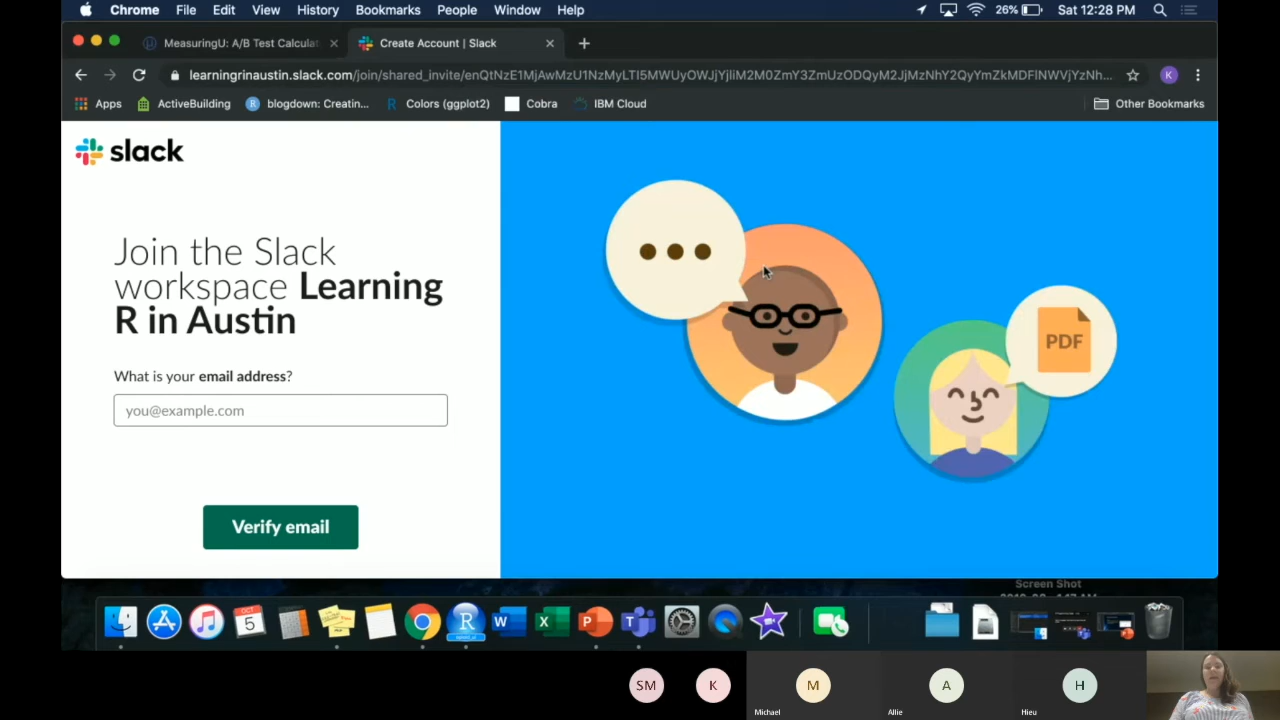 Chrome File Edit View History Bookmarks People Window Help 26% Sat 12:28 PM
MeasuringU: A/B Test Calculat Create Account | Slack
learningrinaustin.slack.com/join/shared_invite/
Apps ActiveBuilding blogdown: Creatin... Colors (ggplot2) Cobra IBM Cloud Other Bookmarks
K
slack
Join the Slack
workspace Learning
R in Austin
What is your email address?
you@example.com
Verify email
PDF
Screen Shot
OCT
5
R
W
X
P
T
SM K M A H
Michael Allie Hieu